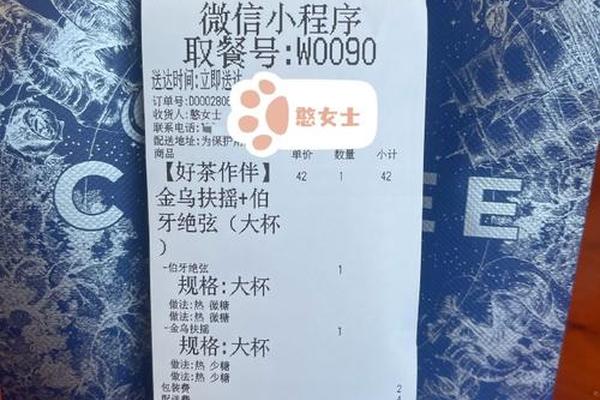 微信小程序
取餐号:W0090
送达时间:立即送达
订单号:D0002806
收货人:憨女士
憨女士
联系电话:
配送地址:为保护
商品 单价 数量 小计
【好茶作伴】 42 1 42
金乌扶摇+伯
牙绝弦（大杯
）
-伯牙绝弦 1
规格:大杯
做法:热 微糖
做法:热 微糖
-金乌扶摇 1
规格:大杯
做法:热 少糖
做法:热 少糖
包装费 2
配送费